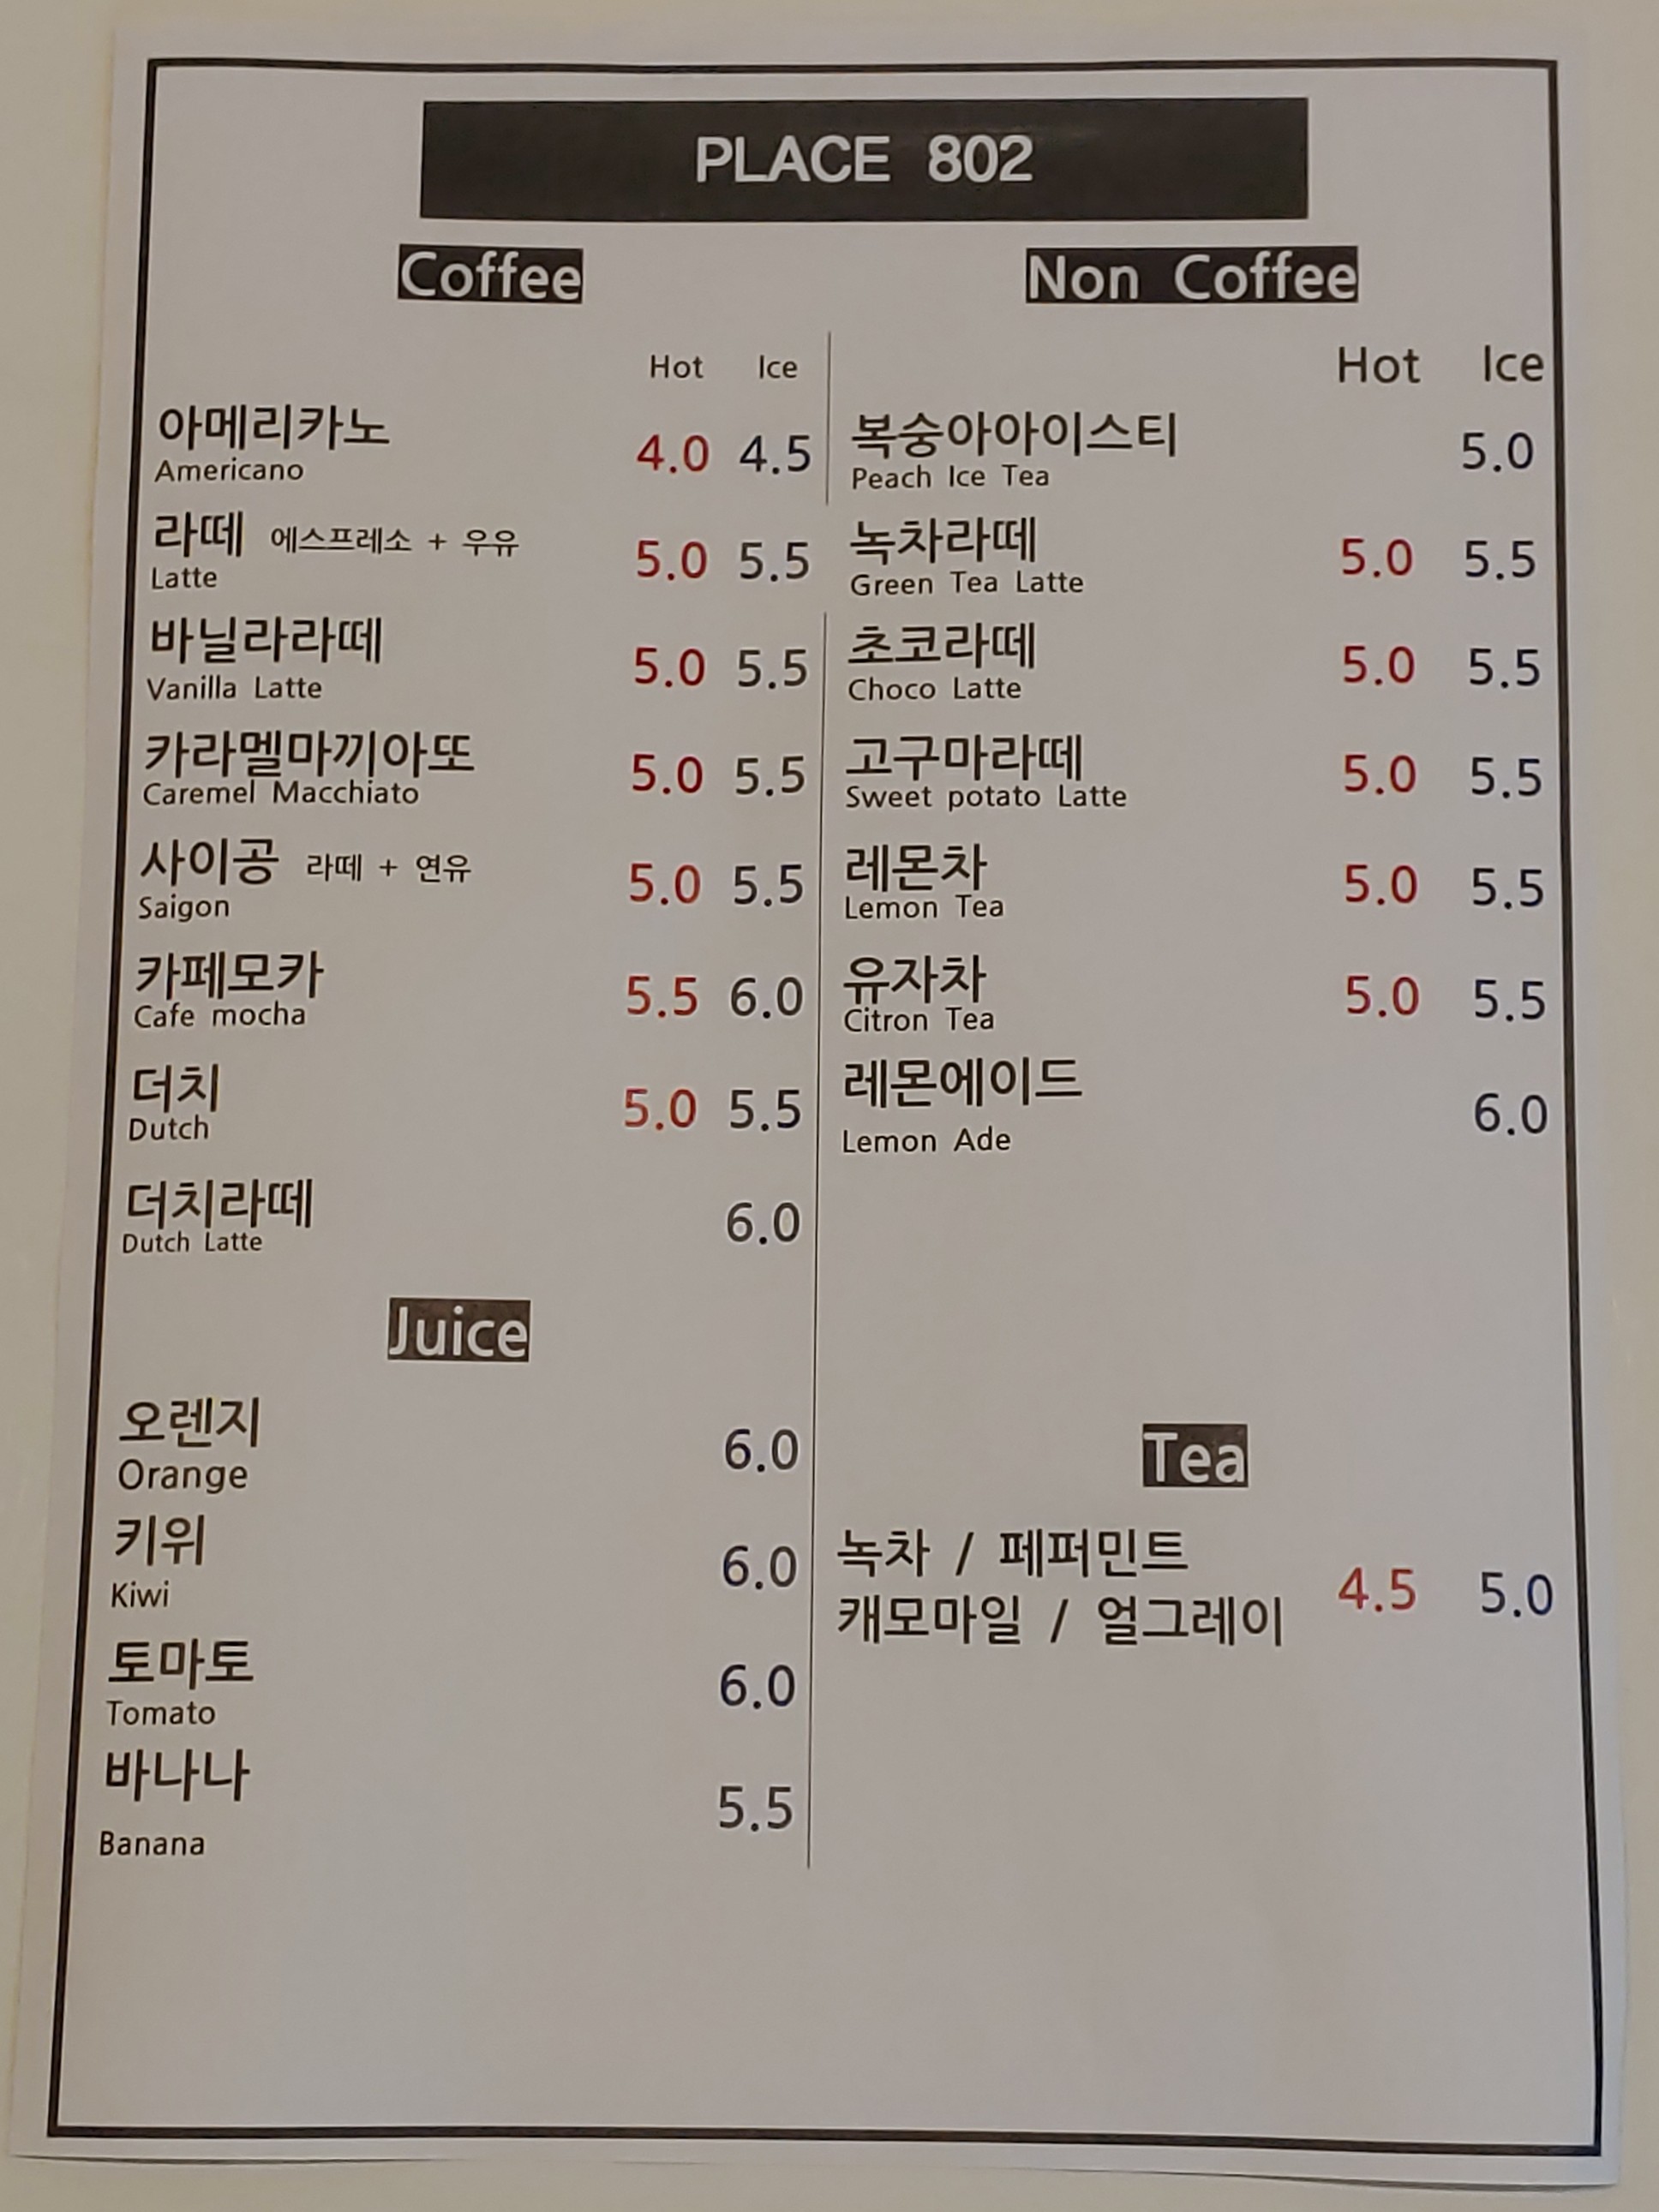 PLACE 802
Coffee
Hot Ice
아메리카노 4.0 4.5
Americano
라떼 에스프레소 + 우유 5.0 5.5
Latte
바닐라라떼 5.0 5.5
Vanilla Latte
카라멜마끼아또 5.0 5.5
Caremel Macchiato
사이공 라떼 + 연유 5.0 5.5
Saigon
카페모카 5.5 6.0
Cafe mocha
더치 5.0 5.5
Dutch
더치라떼 6.0
Dutch Latte
Juice
오렌지 6.0
Orange
키위 6.0
Kiwi
토마토 6.0
Tomato
바나나 5.5
Banana
Non Coffee
Hot Ice
복숭아아이스티 5.0
Peach Ice Tea
녹차라떼 5.0 5.5
Green Tea Latte
초코라떼 5.0 5.5
Choco Latte
고구마라떼 5.0 5.5
Sweet potato Latte
레몬차 5.0 5.5
Lemon Tea
유자차 5.0 5.5
Citron Tea
레몬에이드 6.0
Lemon Ade
Tea
녹차 / 페퍼민트
캐모마일 / 얼그레이 4.5 5.0